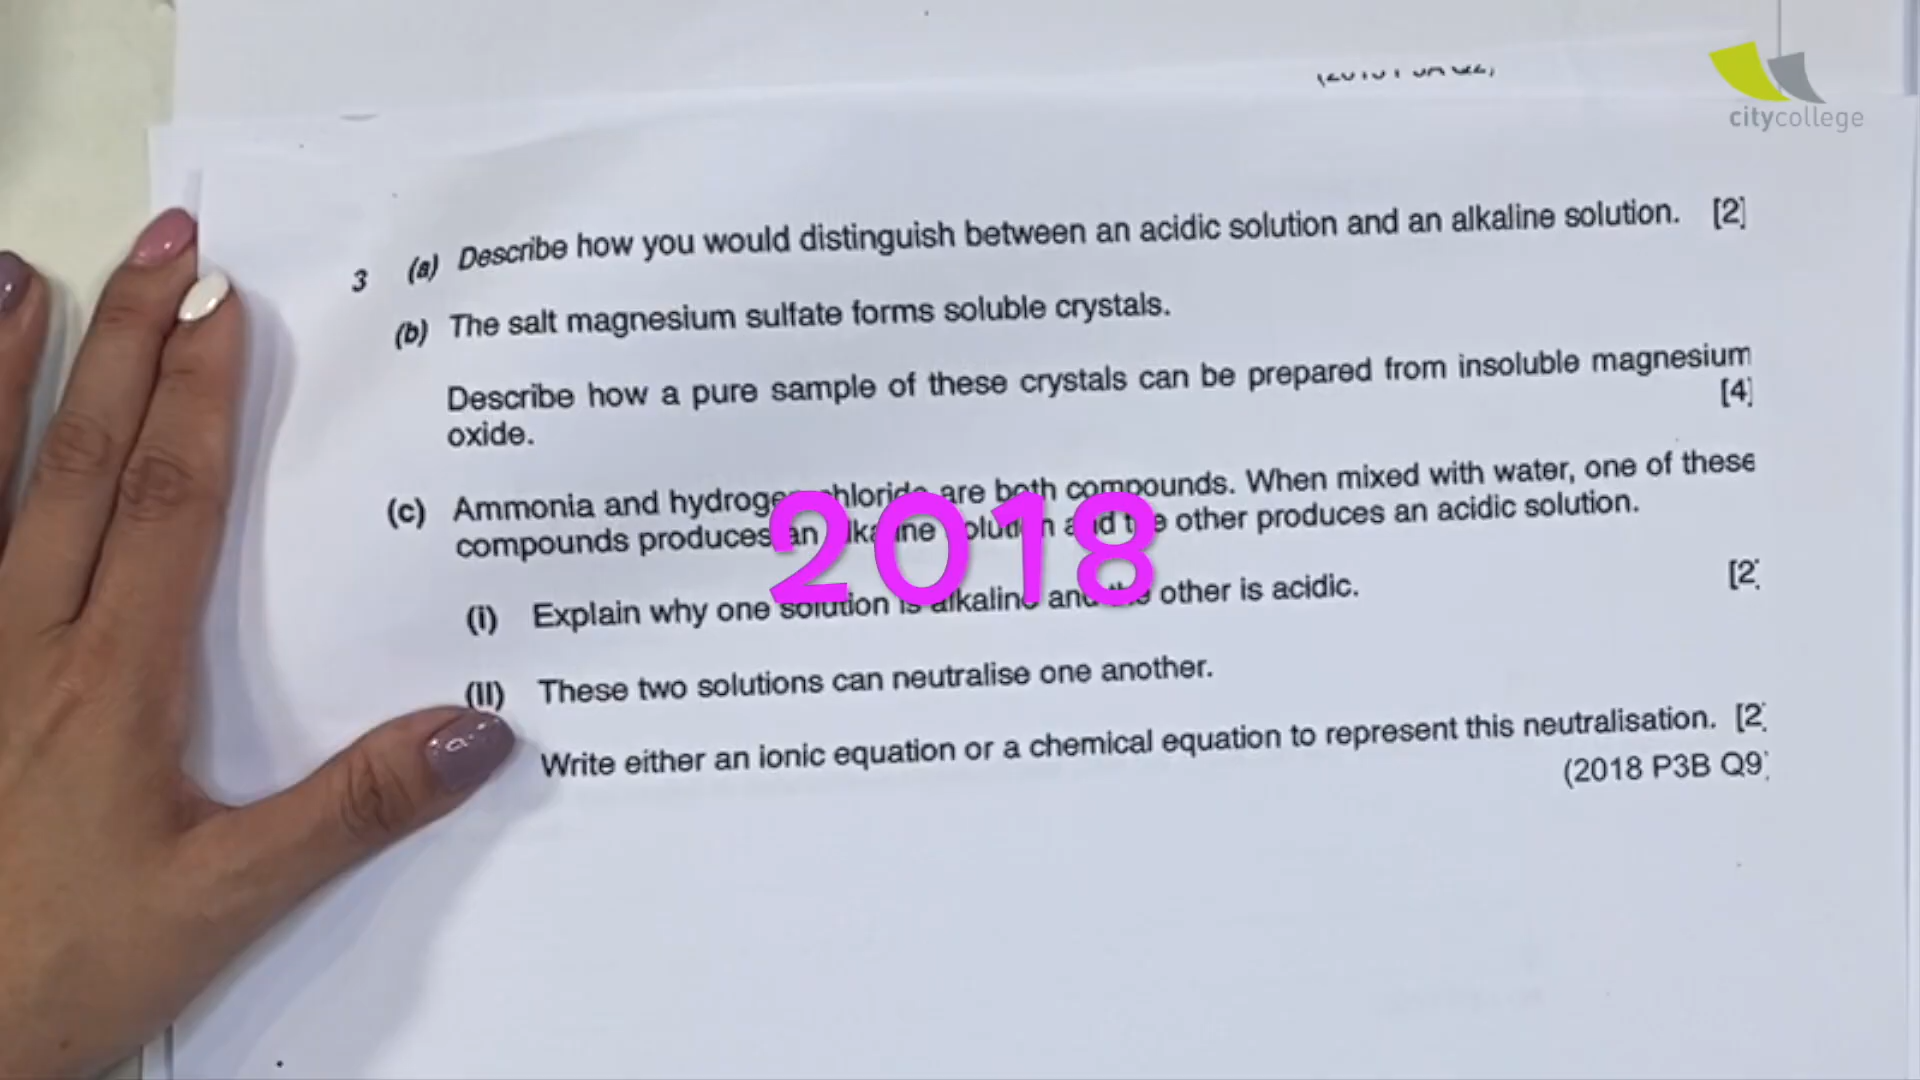 citycollege
3 (a) Describe how you would distinguish between an acidic solution and an alkaline solution. [2]
(b) The salt magnesium sulfate forms soluble crystals.
Describe how a pure sample of these crystals can be prepared from insoluble magnesium
oxide. [4]
(c) Ammonia and hydrogen chloride are both compounds. When mixed with water, one of these
compounds produces an alkaline solution and the other produces an acidic solution.
2018
(i) Explain why one solution is alkaline and the other is acidic. [2]
(ii) These two solutions can neutralise one another.
Write either an ionic equation or a chemical equation to represent this neutralisation. [2]
(2018 P3B Q9)